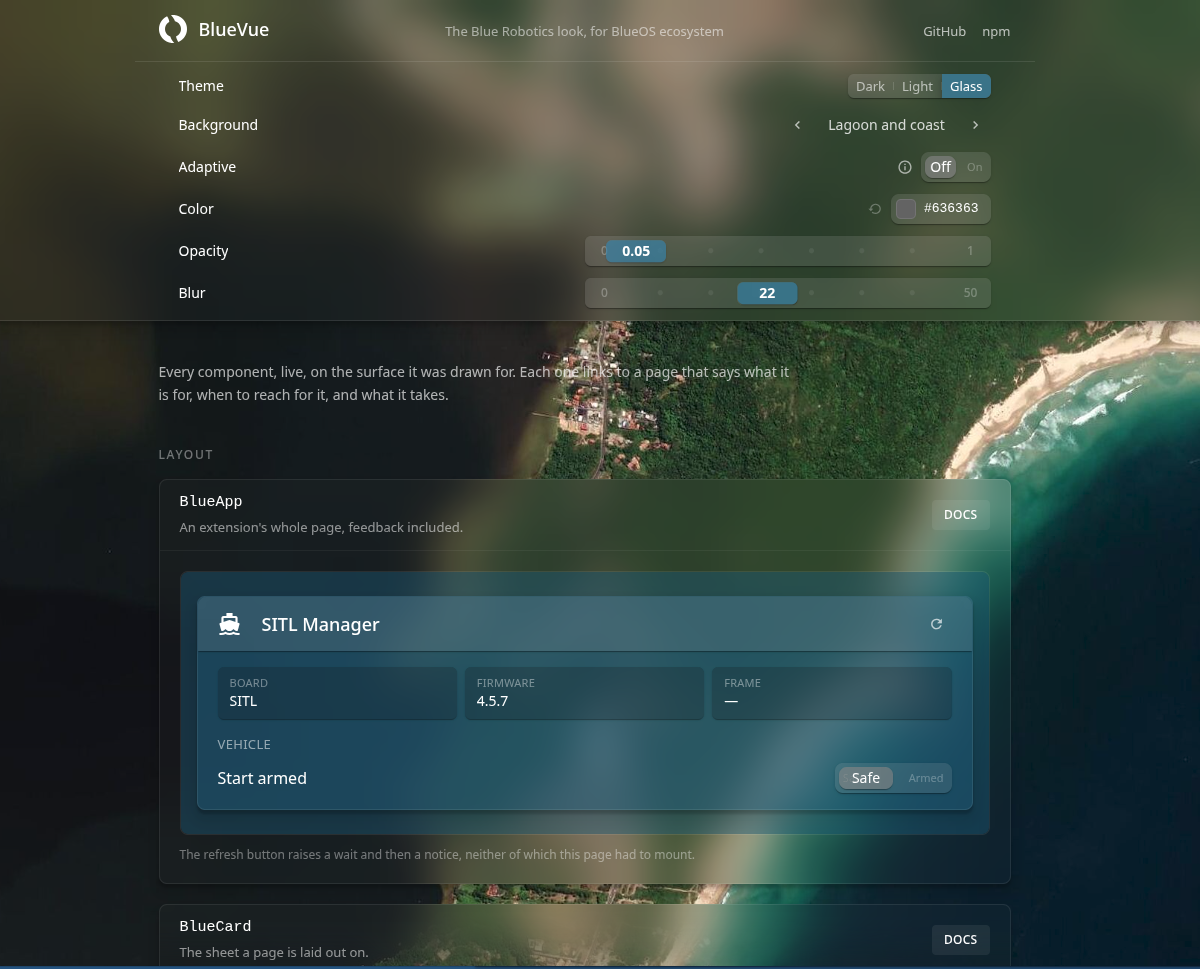 BlueVue
The Blue Robotics look, for BlueOS ecosystem
GitHub npm
Theme
Dark Light Glass
Background
Lagoon and coast
Adaptive
Off On
Color
#636363
Opacity
0 0.05 1
Blur
0 22 50
Every component, live, on the surface it was drawn for. Each one links to a page that says what it
is for, when to reach for it, and what it takes.
LAYOUT
BlueApp
An extension's whole page, feedback included.
DOCS
SITL Manager
BOARD FIRMWARE FRAME
SITL 4.5.7 —
VEHICLE
Start armed
Safe Armed
The refresh button raises a wait and then a notice, neither of which this page had to mount.
BlueCard
The sheet a page is laid out on.
DOCS